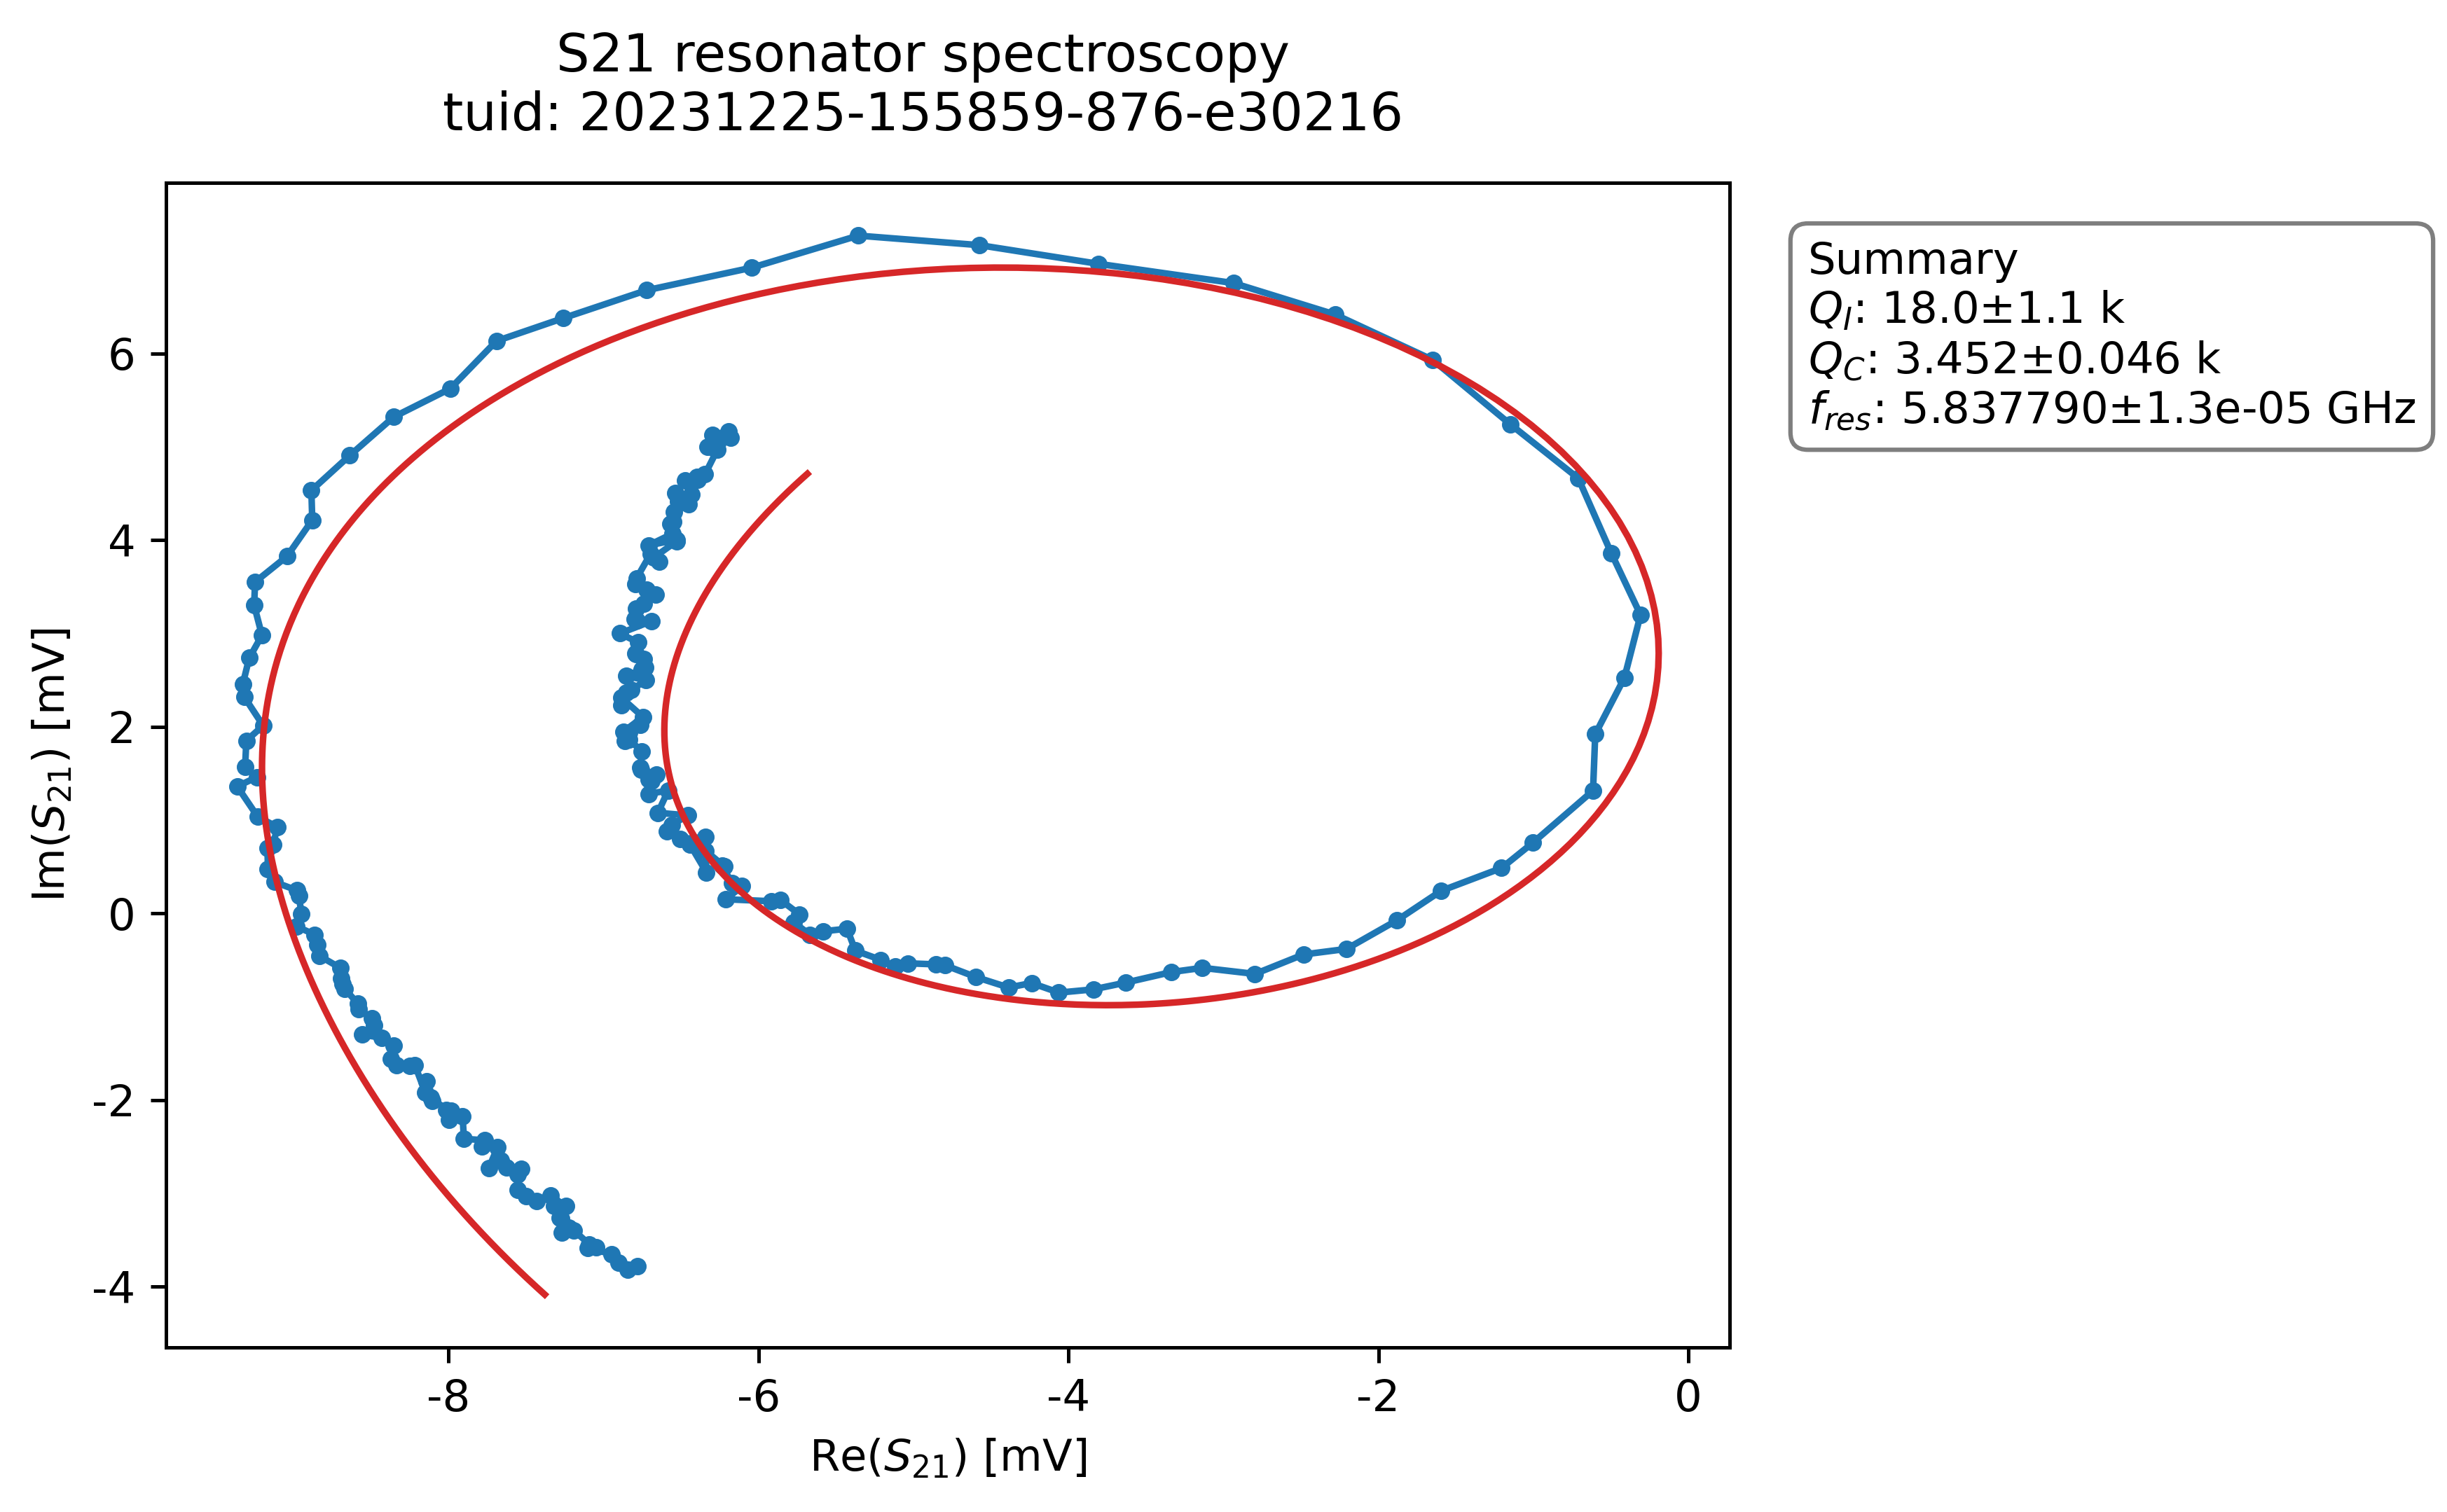 S21 resonator spectroscopy
tuid: 20231225-155859-876-e30216
Summary
Q_I: 18.0±1.1 k
Q_C: 3.452±0.046 k
f_res: 5.837790±1.3e-05 GHz
6
4
2
0
-2
-4
Im(S_21) [mV]
-8
-6
-4
-2
0
Re(S_21) [mV]